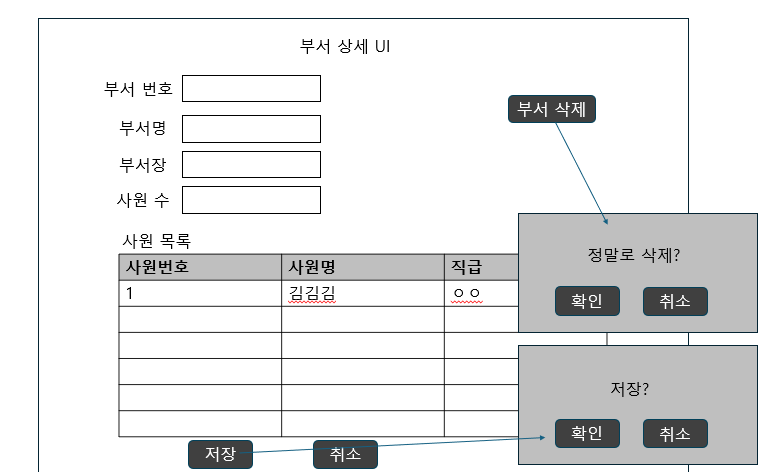 부서 상세 UI
부서 번호
부서 삭제
부서명
부서장
사원 수
사원 목록
사원번호 사원명 직급
1 김김김 ㅇㅇ
정말로 삭제?
확인 취소
저장?
확인 취소
저장 취소